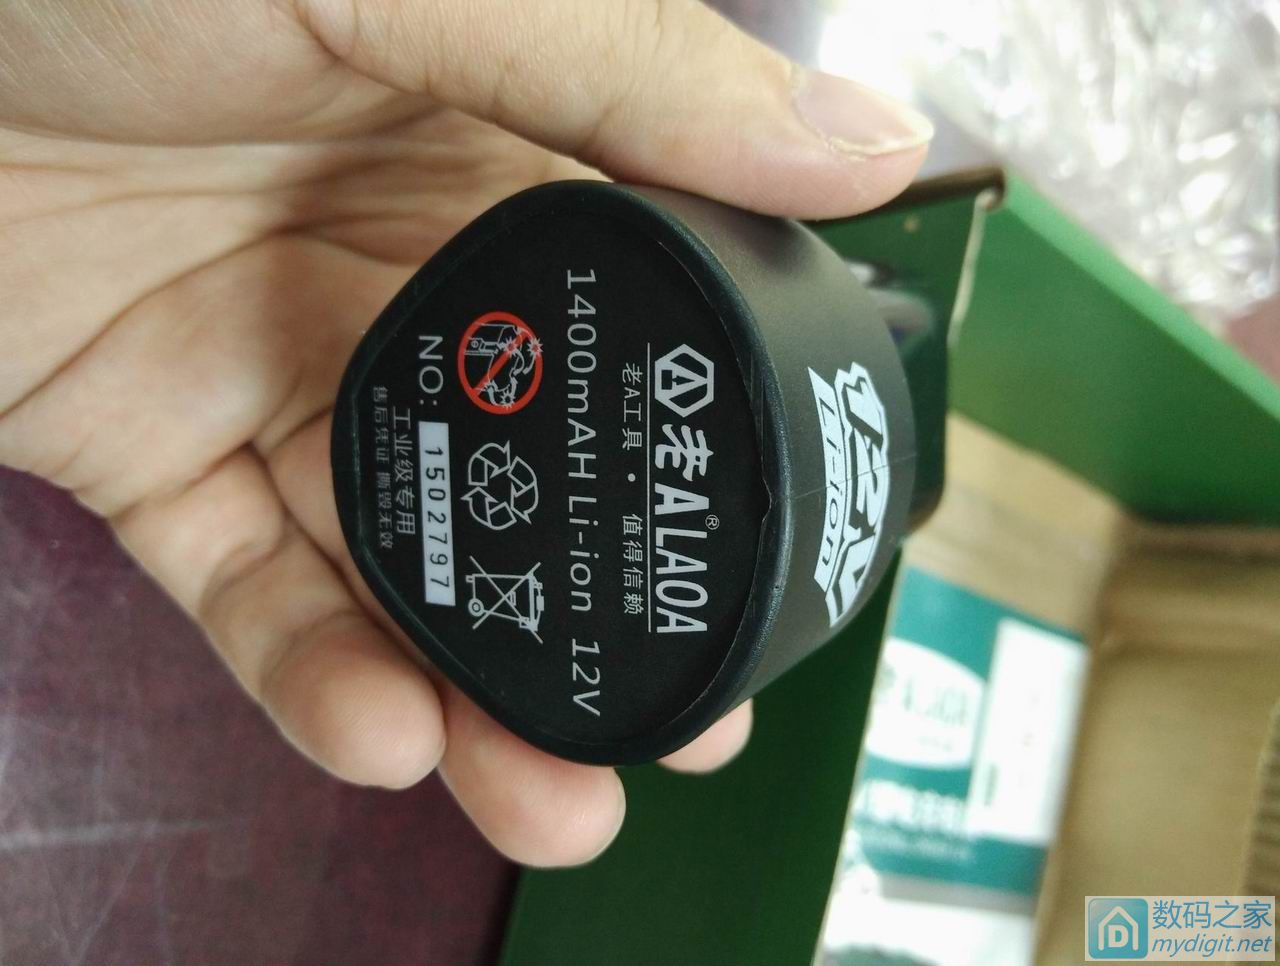 老A LAOA®
老A工具·值得信赖
1400mAH Li-ion 12V
NO: 1502797
工业级专用
售后凭证 撕毁无效
12V
Li-ion
数码之家
mydigit.net